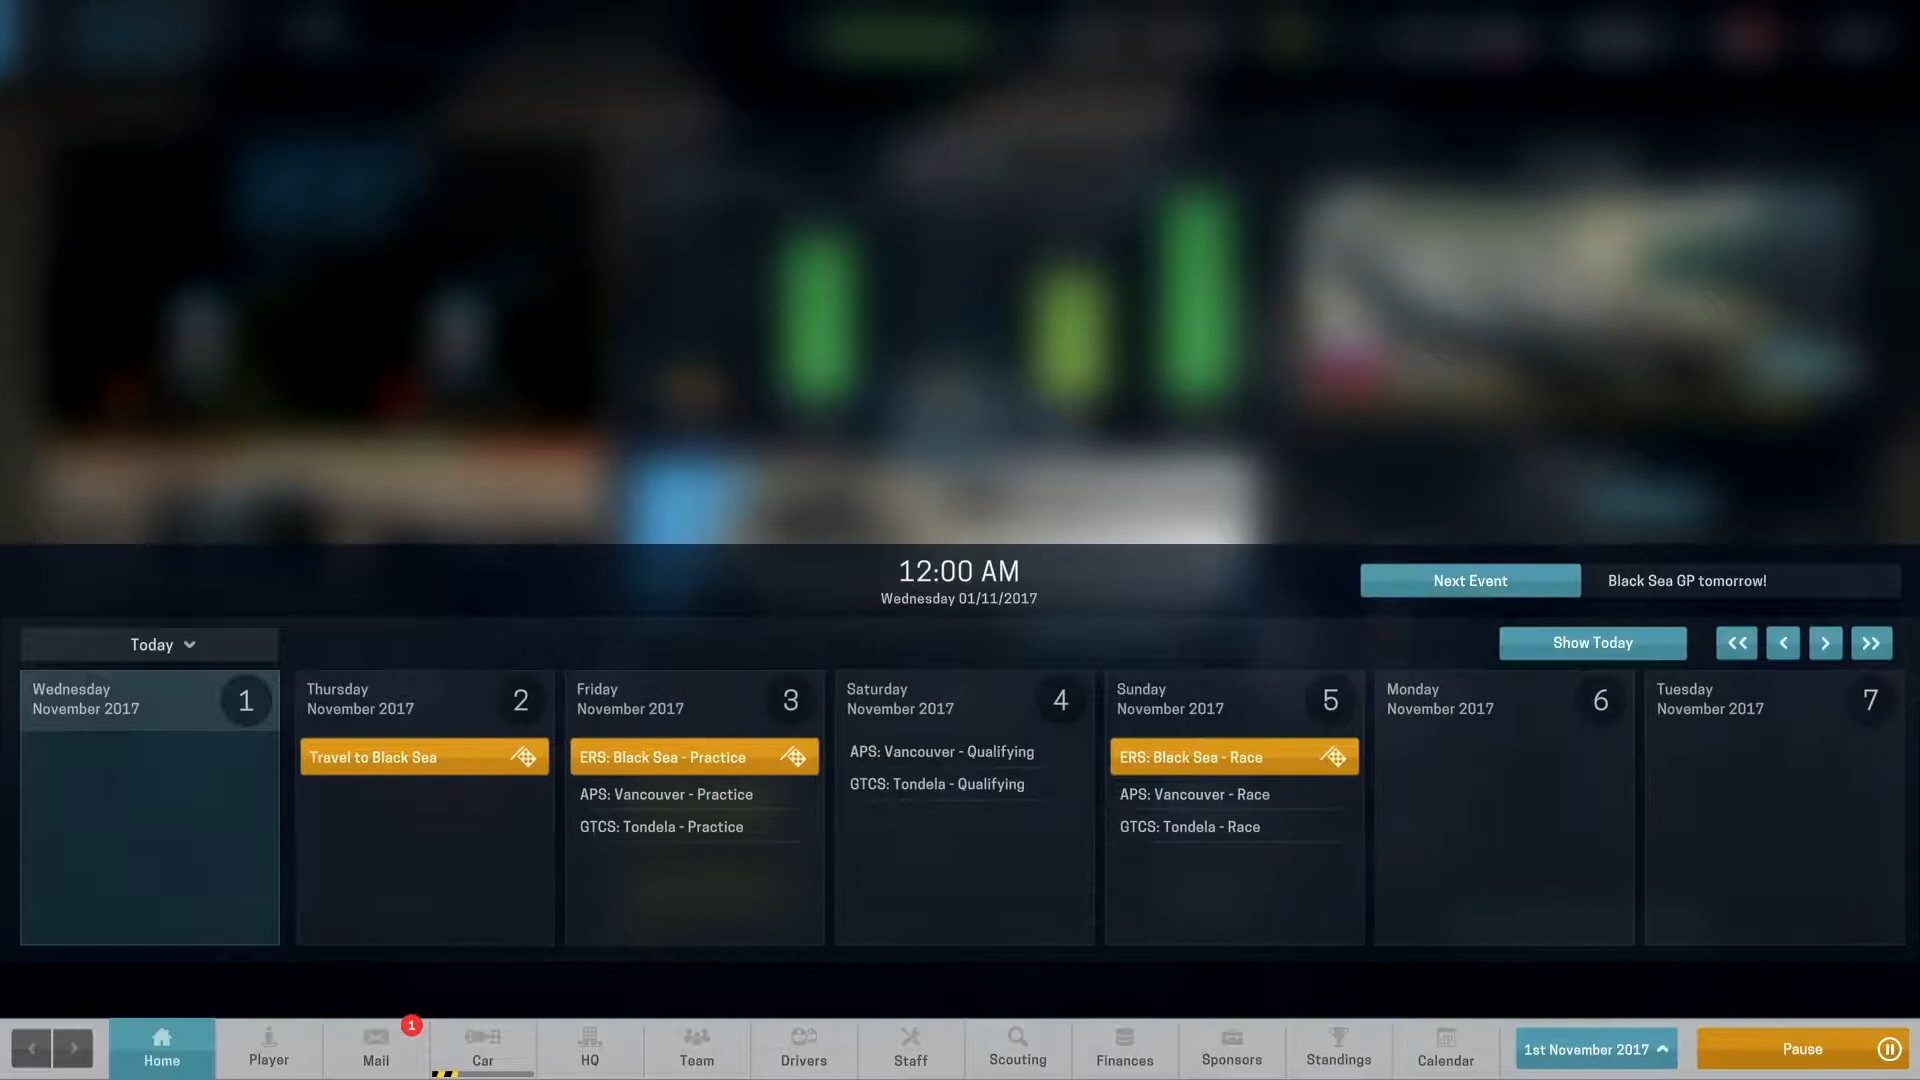 12:00 AM
Wednesday 01/11/2017
Next Event
Black Sea GP tomorrow!
Today
Show Today
Wednesday
November 2017
1
Thursday
November 2017
2
Travel to Black Sea
Friday
November 2017
3
ERS: Black Sea - Practice
APS: Vancouver - Practice
GTCS: Tondela - Practice
Saturday
November 2017
4
APS: Vancouver - Qualifying
GTCS: Tondela - Qualifying
Sunday
November 2017
5
ERS: Black Sea - Race
APS: Vancouver - Race
GTCS: Tondela - Race
Monday
November 2017
6
Tuesday
November 2017
7
Home
Player
Mail
1
Car
HQ
Team
Drivers
Staff
Scouting
Finances
Sponsors
Standings
Calendar
1st November 2017
Pause